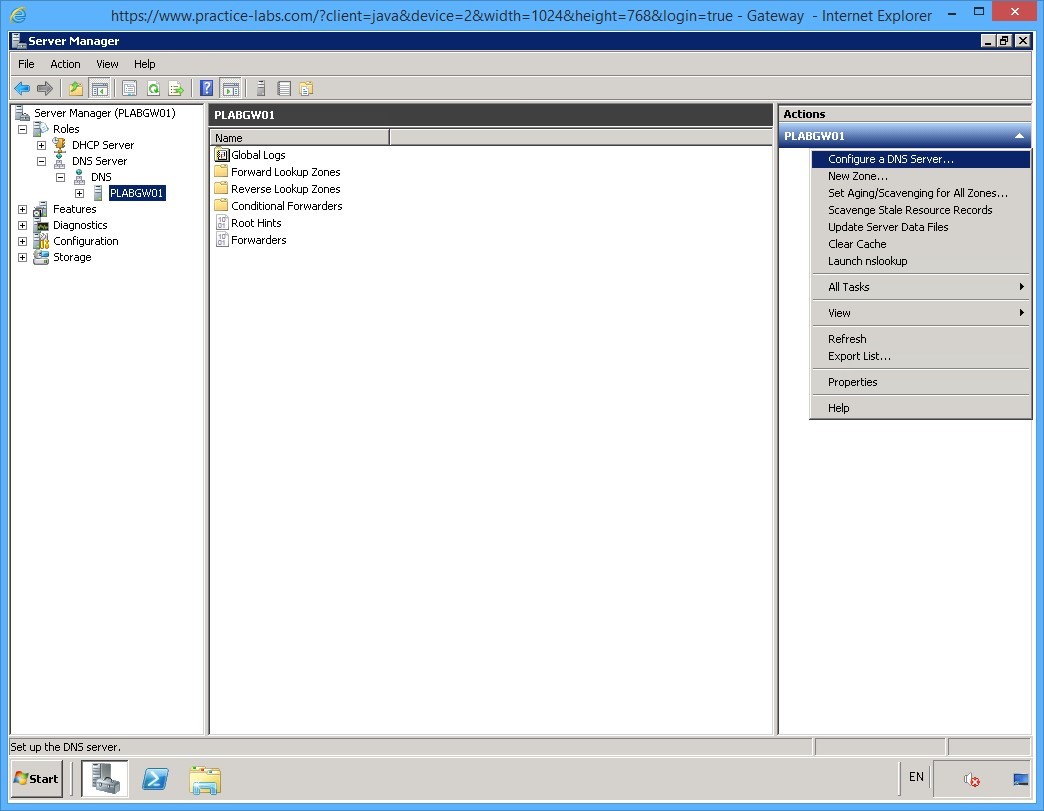 https://www.practice-labs.com/?client=java&device=2&width=1024&height=768&login=true - Gateway - Internet Explorer
Server Manager
File Action View Help
Server Manager (PLABGW01)
Roles
DHCP Server
DNS Server
DNS
PLABGW01
Features
Diagnostics
Configuration
Storage
PLABGW01
Name
Global Logs
Forward Lookup Zones
Reverse Lookup Zones
Conditional Forwarders
Root Hints
Forwarders
Actions
PLABGW01
Configure a DNS Server...
New Zone...
Set Aging/Scavenging for All Zones...
Scavenge Stale Resource Records
Update Server Data Files
Clear Cache
Launch nslookup
All Tasks
View
Refresh
Export List...
Properties
Help
Set up the DNS server.
Start
EN